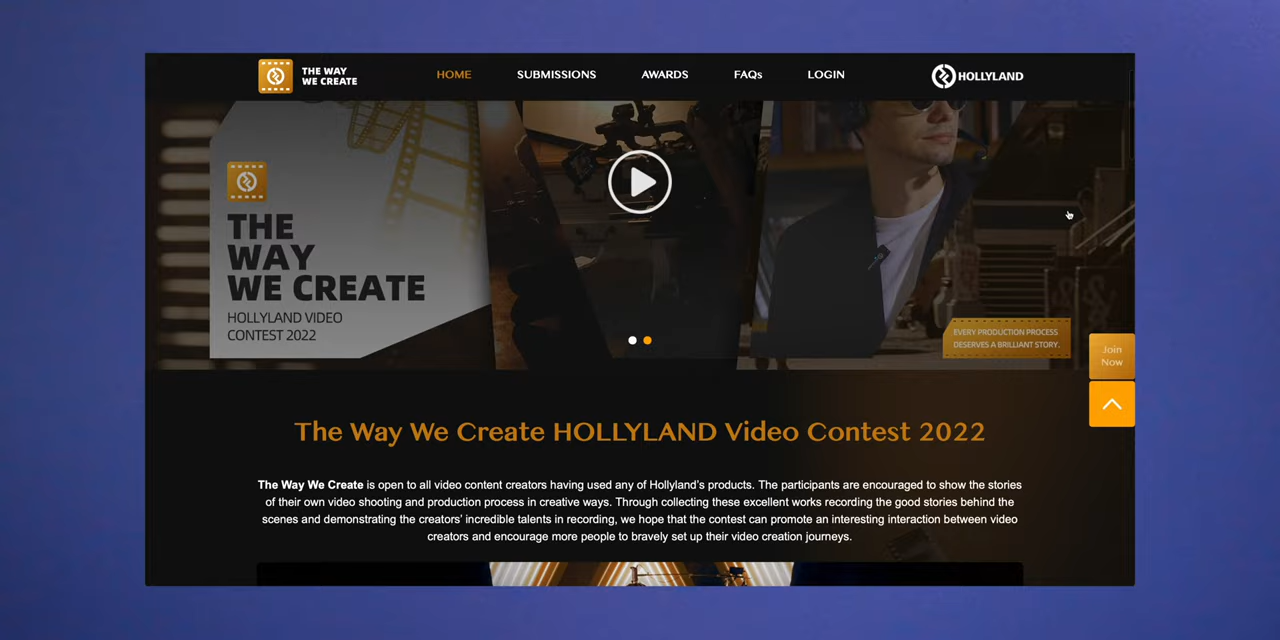 THE WAY
WE CREATE
HOME
SUBMISSIONS
AWARDS
FAQs
LOGIN
HOLLYLAND
THE
WAY
WE CREATE
HOLLYLAND VIDEO
CONTEST 2022
EVERY PRODUCTION PROCESS
DESERVES A BRILLIANT STORY.
Join
Now
The Way We Create HOLLYLAND Video Contest 2022
The Way We Create is open to all video content creators having used any of Hollyland's products. The participants are encouraged to show the stories
of their own video shooting and production process in creative ways. Through collecting these excellent works recording the good stories behind the
scenes and demonstrating the creators' incredible talents in recording, we hope that the contest can promote an interesting interaction between video
creators and encourage more people to bravely set up their video creation journeys.